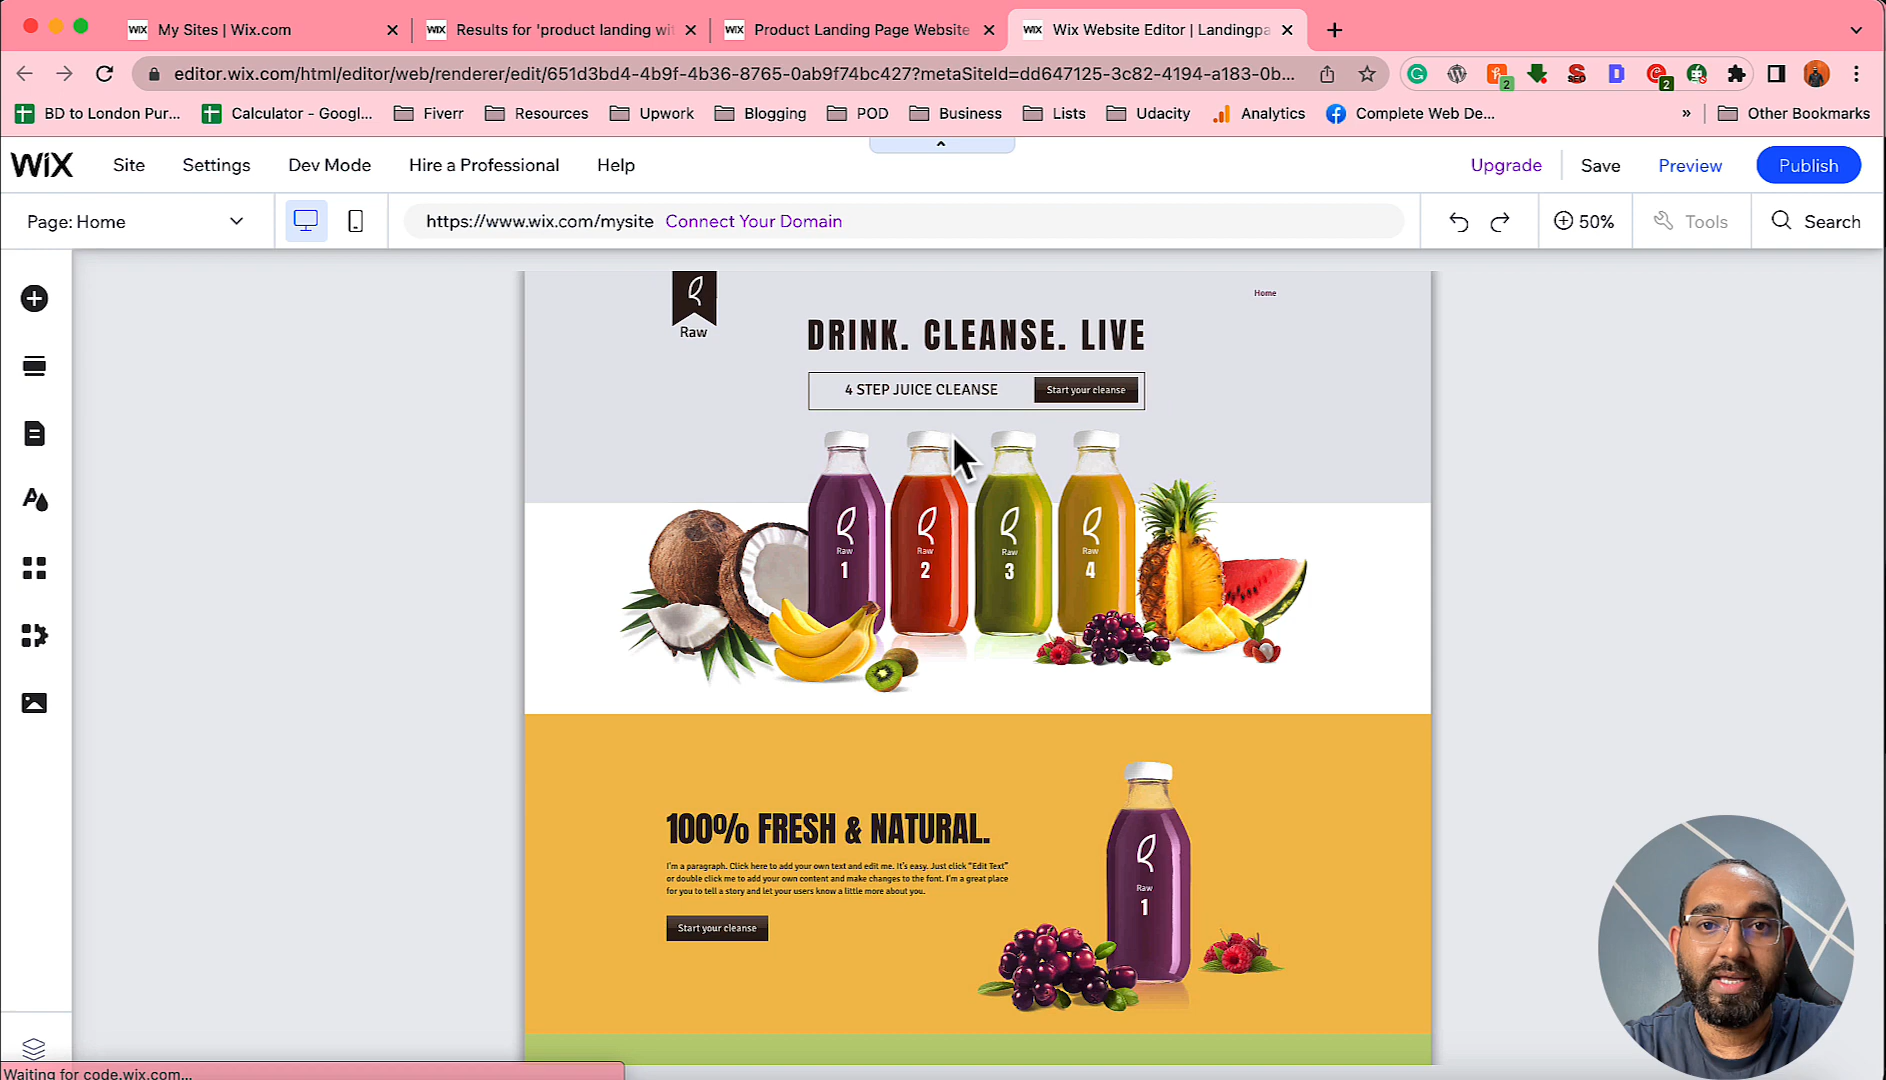 WiX My Sites | Wix.com
WiX Results for 'product landing wit
WiX Product Landing Page Website
WiX Wix Website Editor | Landingpa
editor.wix.com/html/editor/web/renderer/edit/651d3bd4-4b9f-4b36-8765-0ab9f74bc427?metaSiteId=dd647125-3c82-4194-a183-0b...
2
SEO
D
2
BD to London Pur...
Calculator - Googl...
Fiverr
Resources
Upwork
Blogging
POD
Business
Lists
Udacity
Analytics
Complete Web De...
»
Other Bookmarks
WiX
Site
Settings
Dev Mode
Hire a Professional
Help
Upgrade
Save
Preview
Publish
Page: Home
https://www.wix.com/mysite Connect Your Domain
50%
Tools
Search
Raw
Home
DRINK. CLEANSE. LIVE
4 STEP JUICE CLEANSE
Start your cleanse
Raw
1
Raw
2
Raw
3
Raw
4
100% FRESH & NATURAL.
I'm a paragraph. Click here to add your own text and edit me. It's easy. Just click "Edit Text"
or double click me to add your own content and make changes to the font. I'm a great place
for you to tell a story and let your users know a little more about you.
Start your cleanse
Raw
1
Waiting for code.wix.com...